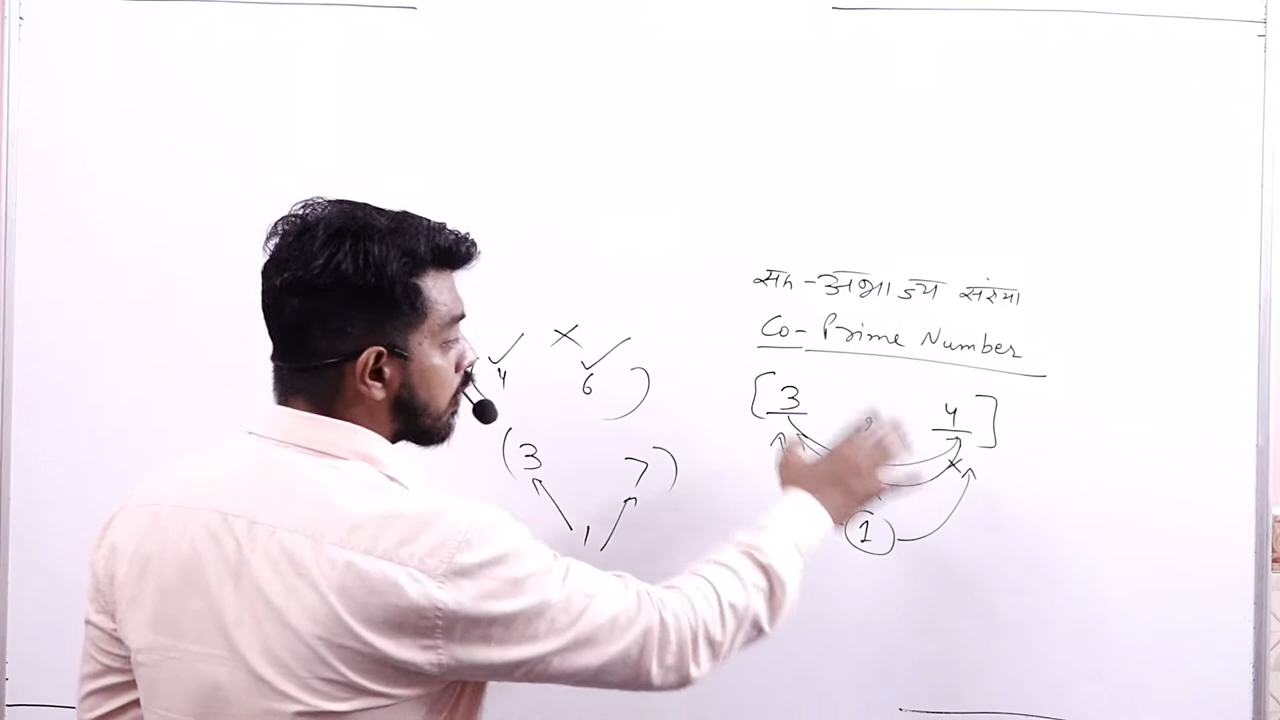 सह-अभाज्य संख्या
Co-Prime Number
[3, 4]
1
4 6)
(3 7)
1